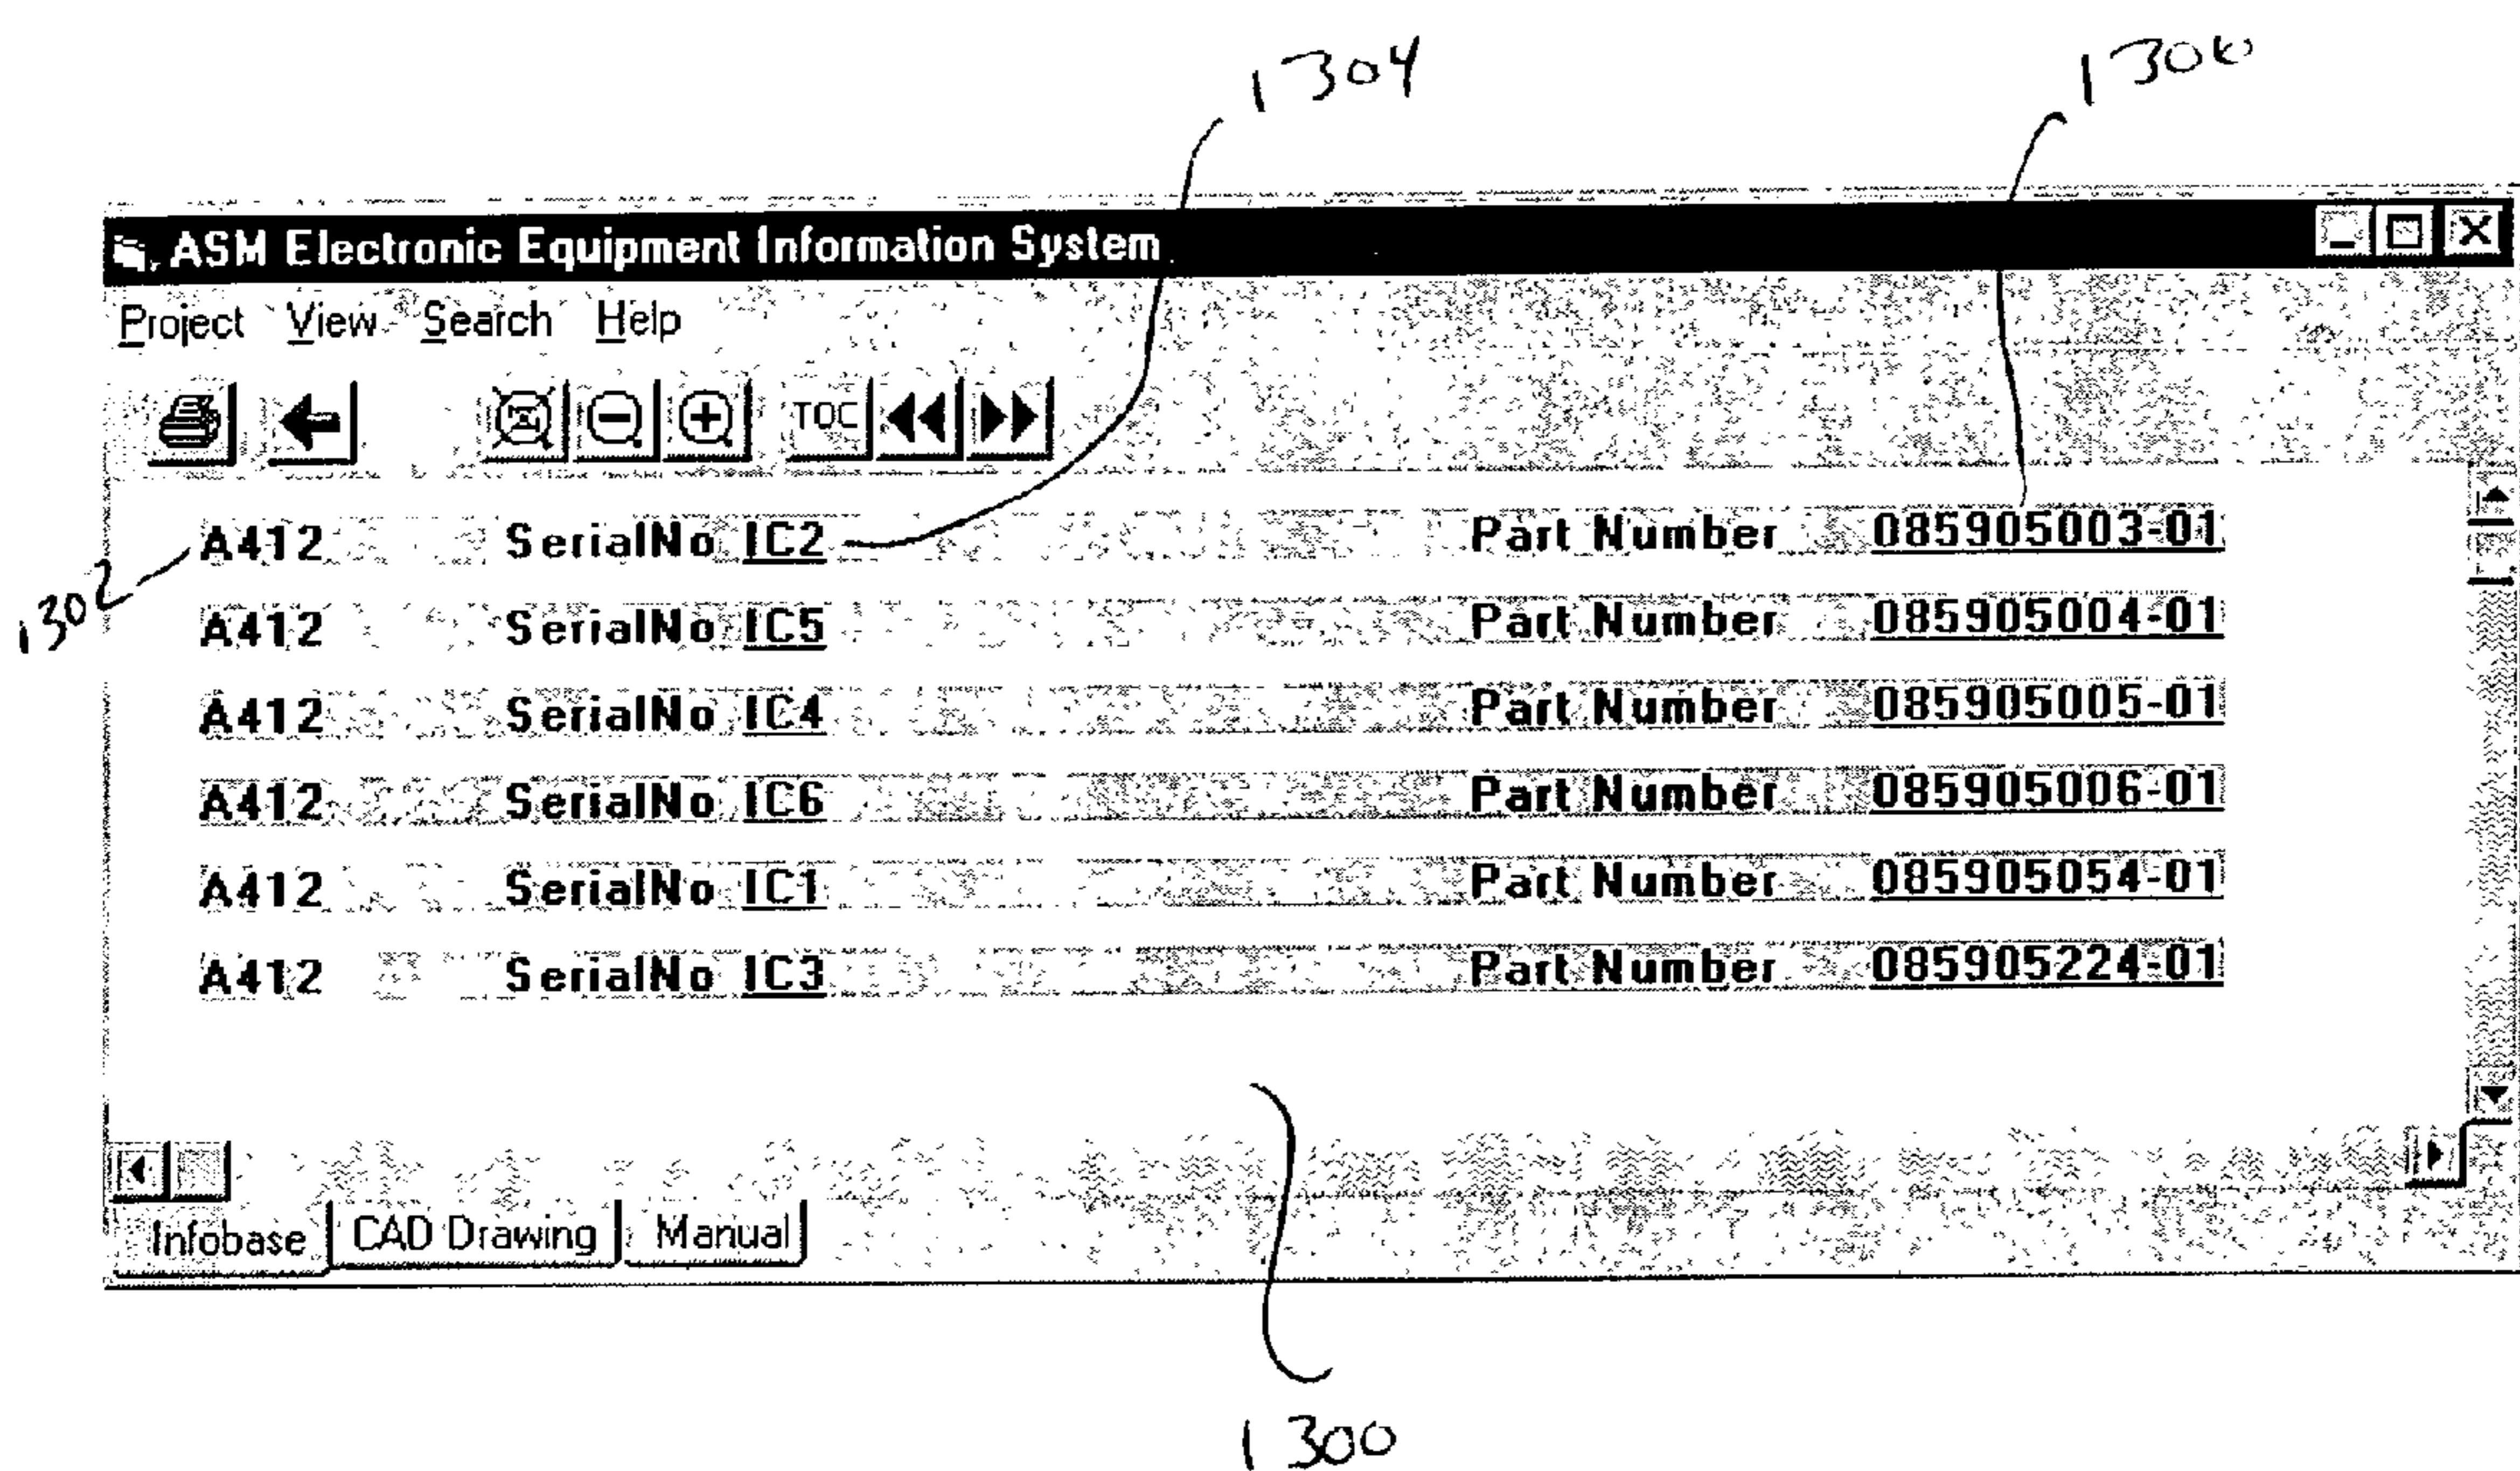 1304 1306
ASM Electronic Equipment Information System
Project View Search Help
TOC
A412 SerialNo IC2 Part Number 085905003-01
1302
A412 SerialNo IC5 Part Number 085905004-01
A412 SerialNo IC4 Part Number 085905005-01
A412 SerialNo IC6 Part Number 085905006-01
A412 SerialNo IC1 Part Number 085905054-01
A412 SerialNo IC3 Part Number 085905224-01
Infobase CAD Drawing Manual
1300